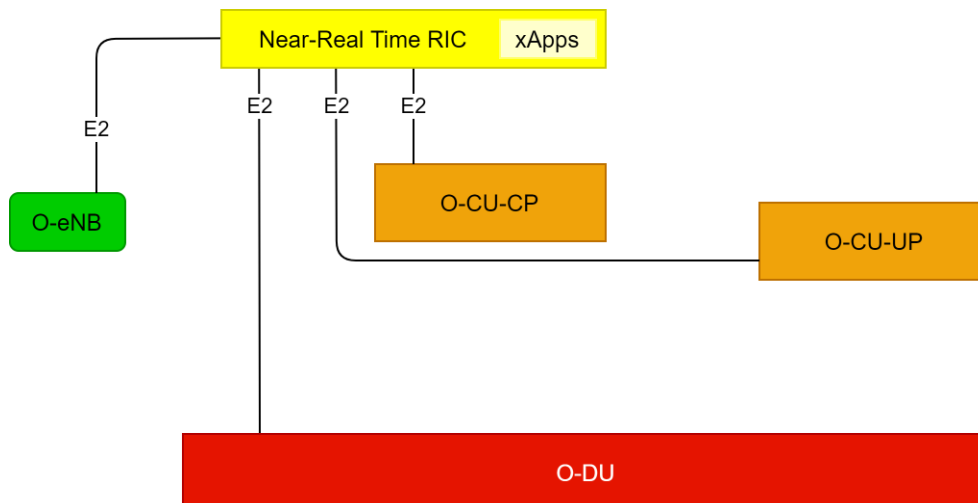 Near-Real Time RIC
xApps
E2
E2
E2
E2
O-eNB
O-CU-CP
O-CU-UP
O-DU